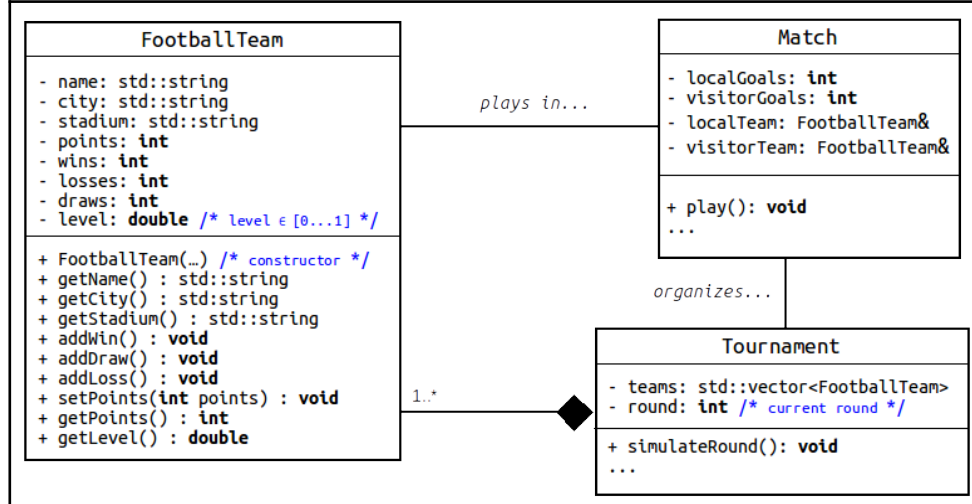 FootballTeam
- name: std::string
- city: std::string
- stadium: std::string
- points: int
- wins: int
- losses: int
- draws: int
- level: double /* level ∈ [0...1] */
+ FootballTeam(…) /* constructor */
+ getName() : std::string
+ getCity() : std:string
+ getStadium() : std::string
+ addWin() : void
+ addDraw() : void
+ addLoss() : void
+ setPoints(int points) : void
+ getPoints() : int
+ getLevel() : double
plays in...
Match
- localGoals: int
- visitorGoals: int
- localTeam: FootballTeam&
- visitorTeam: FootballTeam&
+ play(): void
...
organizes...
1..*
Tournament
- teams: std::vector<FootballTeam>
- round: int /* current round */
+ simulateRound(): void
...